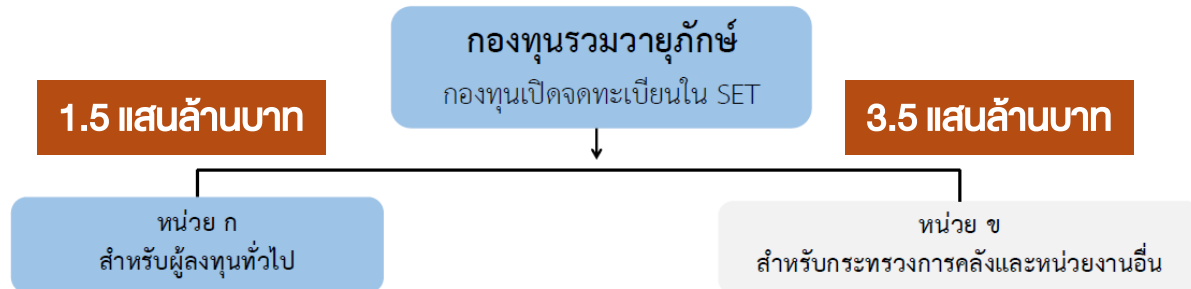 กองทุนรวมวายุภักษ์
กองทุนเปิดจดทะเบียนใน SET
1.5 แสนล้านบาท
3.5 แสนล้านบาท
หน่วย ก
สำหรับผู้ลงทุนทั่วไป
หน่วย ข
สำหรับกระทรวงการคลังและหน่วยงานอื่น